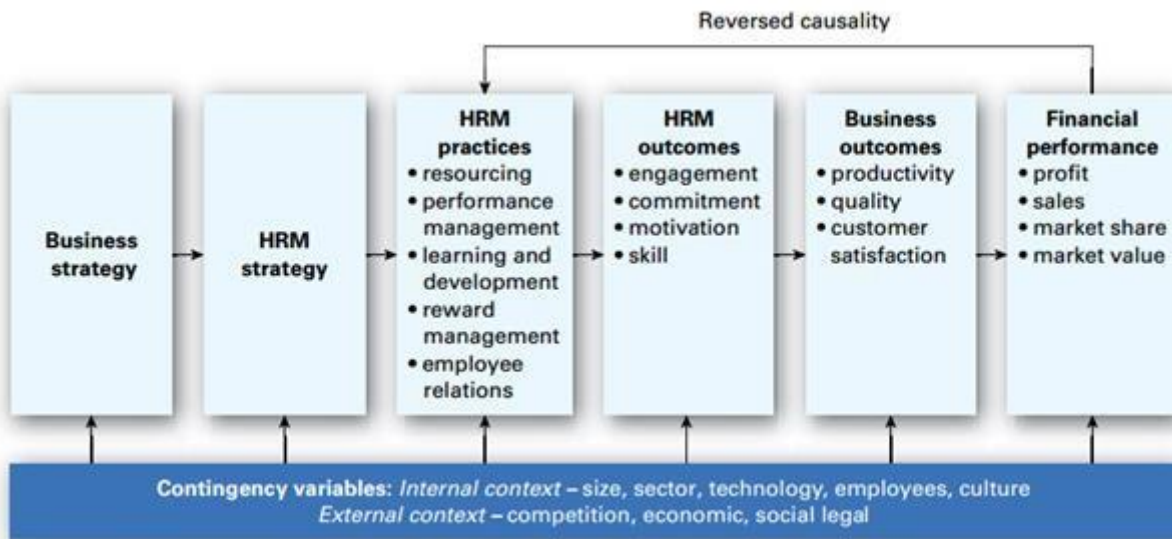 Reversed causality
Business
strategy
HRM
strategy
HRM
practices
• resourcing
• performance
management
• learning and
development
• reward
management
• employee
relations
HRM
outcomes
• engagement
• commitment
• motivation
• skill
Business
outcomes
• productivity
• quality
• customer
satisfaction
Financial
performance
• profit
• sales
• market share
• market value
Contingency variables: Internal context – size, sector, technology, employees, culture
External context – competition, economic, social legal